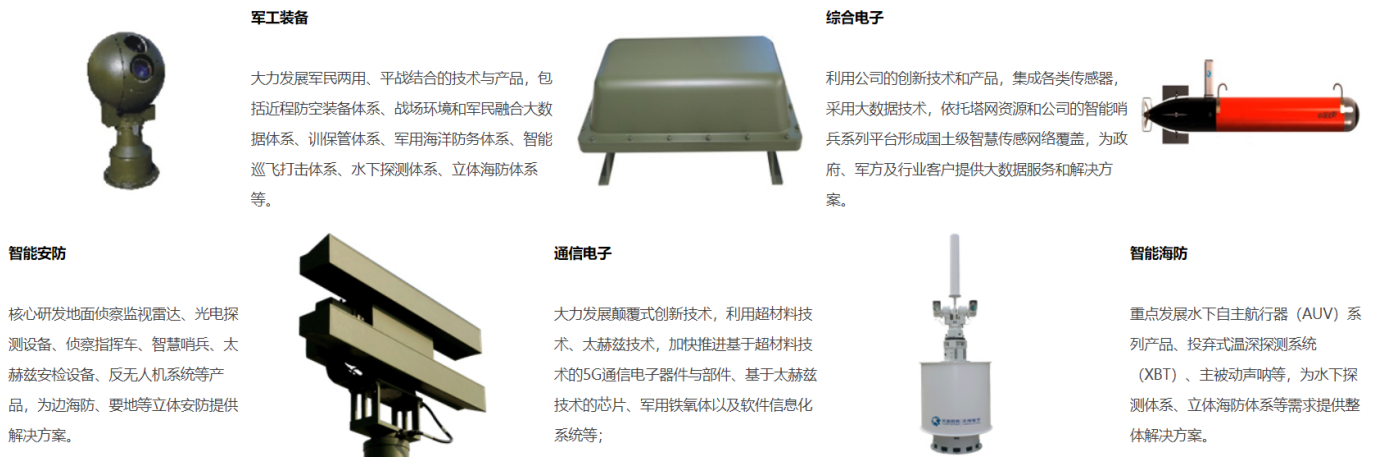 军工装备
大力发展军民两用、平战结合的技术与产品，包
括近程防空装备体系、战场环境和军民融合大数
据体系、训保管体系、军用海洋防务体系、智能
巡飞打击体系、水下探测体系、立体海防体系
等。
综合电子
利用公司的创新技术和产品，集成各类传感器，
采用大数据技术，依托塔网资源和公司的智能哨
兵系列平台形成国土级智慧传感网络覆盖，为政
府、军方及行业客户提供大数据服务和解决方
案。
智能安防
核心研发地面侦察监视雷达、光电探
测设备、侦察指挥车、智慧哨兵、太
赫兹安检设备、反无人机系统等产
品，为边海防、要地等立体安防提供
解决方案。
通信电子
大力发展颠覆式创新技术，利用超材料技
术、太赫兹技术，加快推进基于超材料技
术的5G通信电子器件与部件、基于太赫兹
技术的芯片、军用铁氧体以及软件信息化
系统等；
智能海防
重点发展水下自主航行器（AUV）系
列产品、投弃式温深探测系统
（XBT）、主被动声呐等，为水下探
测体系、立体海防体系等需求提供整
体解决方案。